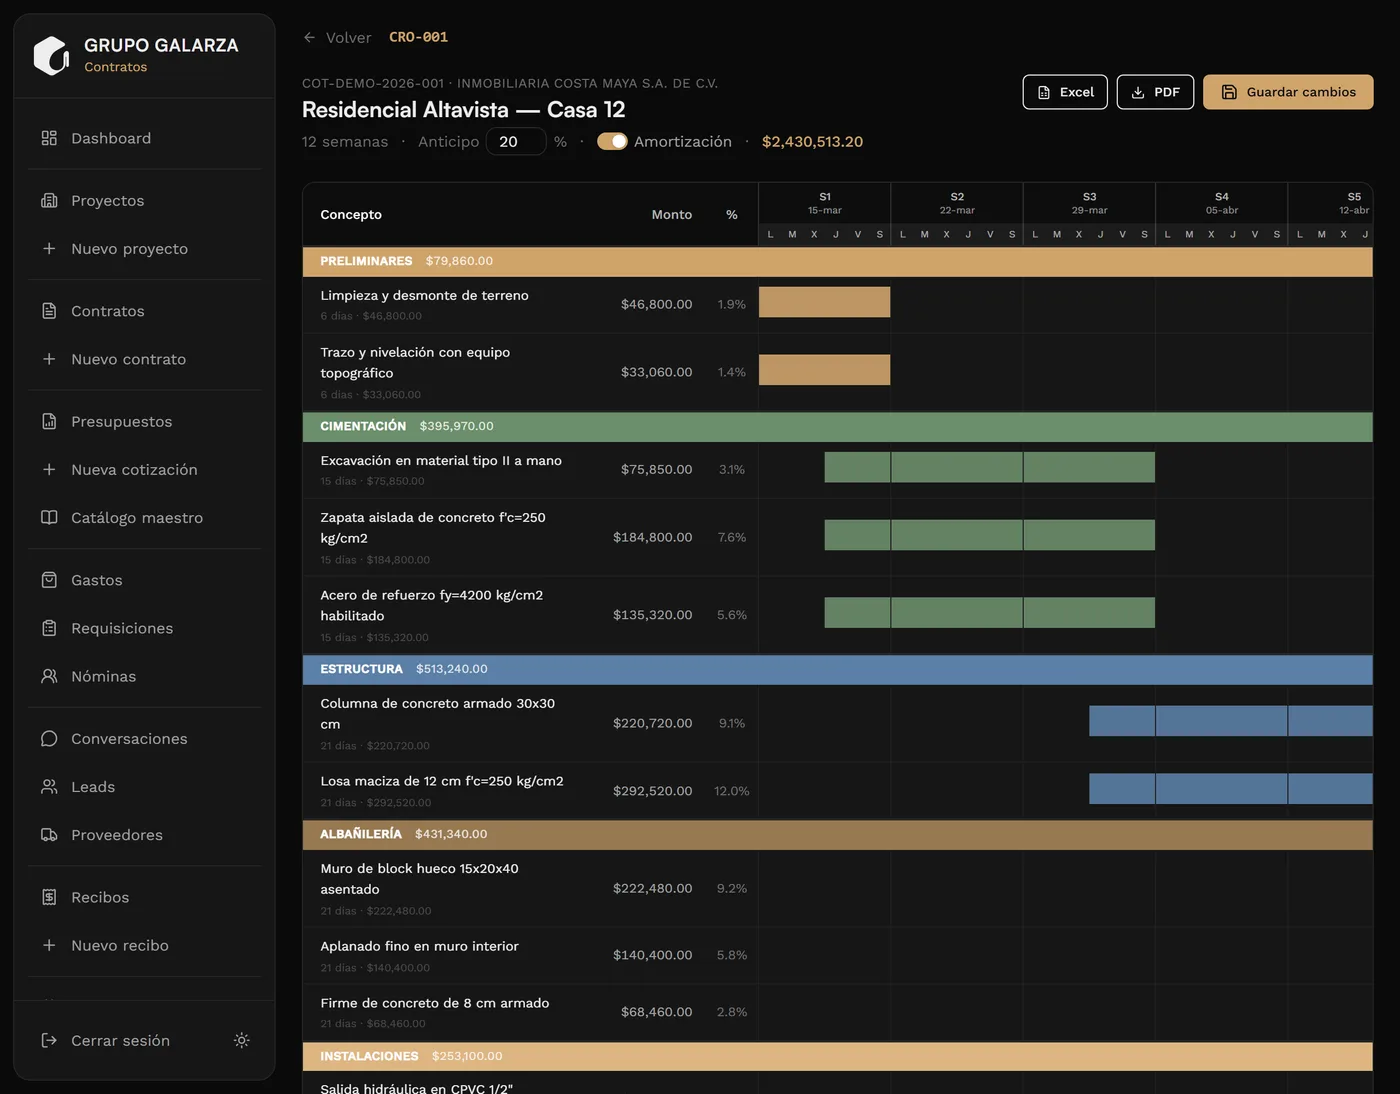 GRUPO GALARZA
Contratos
Dashboard
Proyectos
Nuevo proyecto
Contratos
Nuevo contrato
Presupuestos
Nueva cotización
Catálogo maestro
Gastos
Requisiciones
Nóminas
Conversaciones
Leads
Proveedores
Recibos
Nuevo recibo
Cerrar sesión
Volver CRO-001
COT-DEMO-2026-001 · INMOBILIARIA COSTA MAYA S.A. DE C.V.
Residencial Altavista — Casa 12
12 semanas · Anticipo 20 % · Amortización · $2,430,513.20
Excel PDF Guardar cambios
Concepto Monto %
S1 S2 S3 S4 S5
15-mar 22-mar 29-mar 05-abr 12-abr
L M X J V S L M X J V S L M X J V S L M X J V S L M X J
PRELIMINARES $79,860.00
Limpieza y desmonte de terreno $46,800.00 1.9%
6 días · $46,800.00
Trazo y nivelación con equipo
topográfico $33,060.00 1.4%
6 días · $33,060.00
CIMENTACIÓN $395,970.00
Excavación en material tipo II a mano $75,850.00 3.1%
15 días · $75,850.00
Zapata aislada de concreto f'c=250
kg/cm2 $184,800.00 7.6%
15 días · $184,800.00
Acero de refuerzo fy=4200 kg/cm2
habilitado $135,320.00 5.6%
15 días · $135,320.00
ESTRUCTURA $513,240.00
Columna de concreto armado 30x30
cm $220,720.00 9.1%
21 días · $220,720.00
Losa maciza de 12 cm f'c=250 kg/cm2 $292,520.00 12.0%
21 días · $292,520.00
ALBAÑILERÍA $431,340.00
Muro de block hueco 15x20x40
asentado $222,480.00 9.2%
21 días · $222,480.00
Aplanado fino en muro interior $140,400.00 5.8%
21 días · $140,400.00
Firme de concreto de 8 cm armado $68,460.00 2.8%
21 días · $68,460.00
INSTALACIONES $253,100.00
Salida hidráulica en CPVC 1/2"